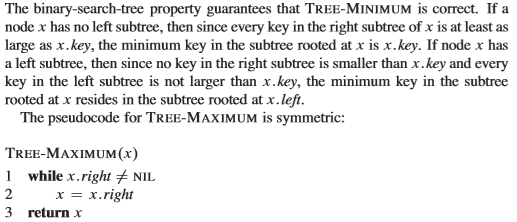 The binary-search-tree property guarantees that TREE-MINIMUM is correct. If a
node x has no left subtree, then since every key in the right subtree of x is at least as
large as x.key, the minimum key in the subtree rooted at x is x.key. If node x has
a left subtree, then since no key in the right subtree is smaller than x.key and every
key in the left subtree is not larger than x.key, the minimum key in the subtree
rooted at x resides in the subtree rooted at x.left.
The pseudocode for TREE-MAXIMUM is symmetric:
TREE-MAXIMUM(x)
1 while x.right ≠ NIL
2 x = x.right
3 return x